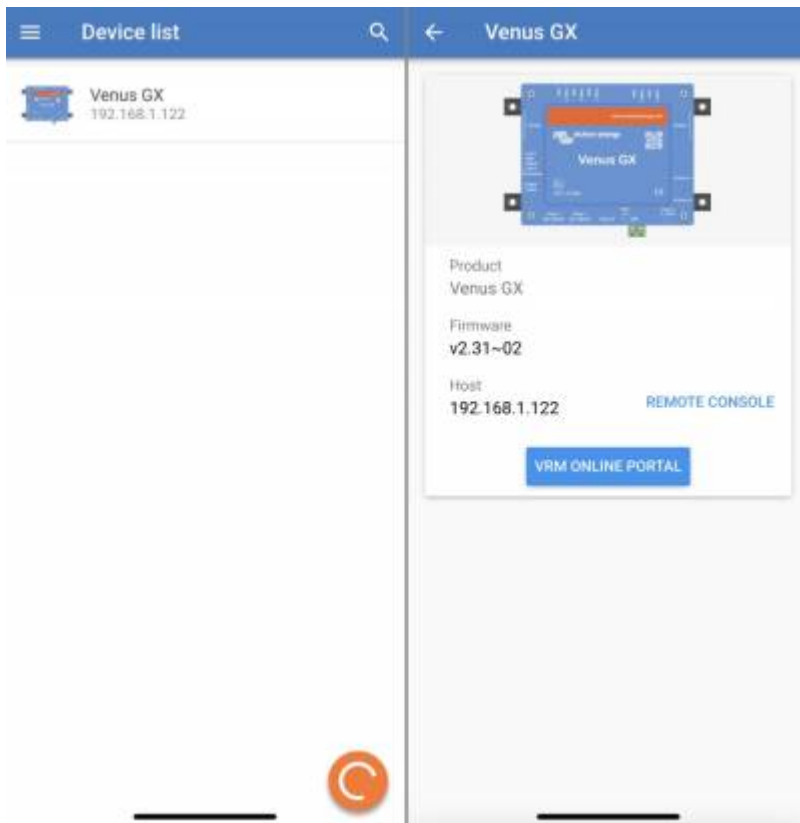 Device list
Venus GX
192.168.1.122
Venus GX
Venus GX
Product
Venus GX
Firmware
v2.31~02
Host
192.168.1.122
REMOTE CONSOLE
VRM ONLINE PORTAL